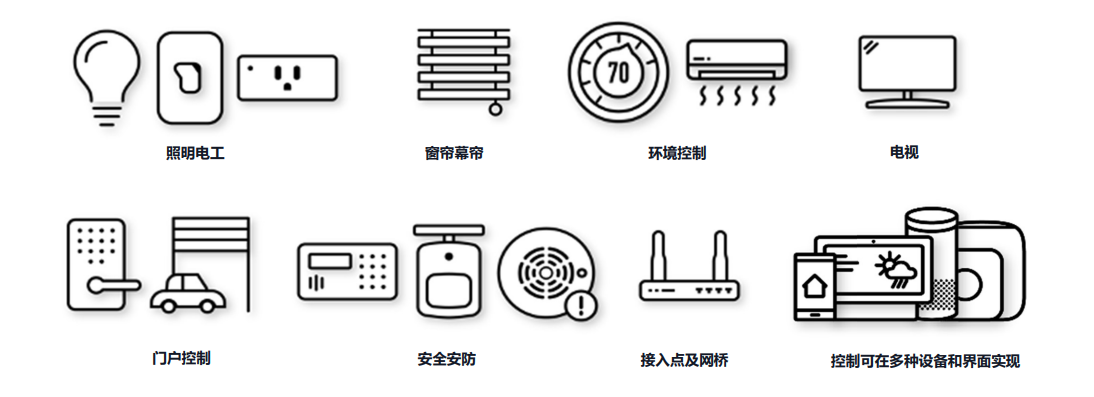 70
照明电工
窗帘幕帘
环境控制
电视
门户控制
安全安防
接入点及网桥
控制可在多种设备和界面实现